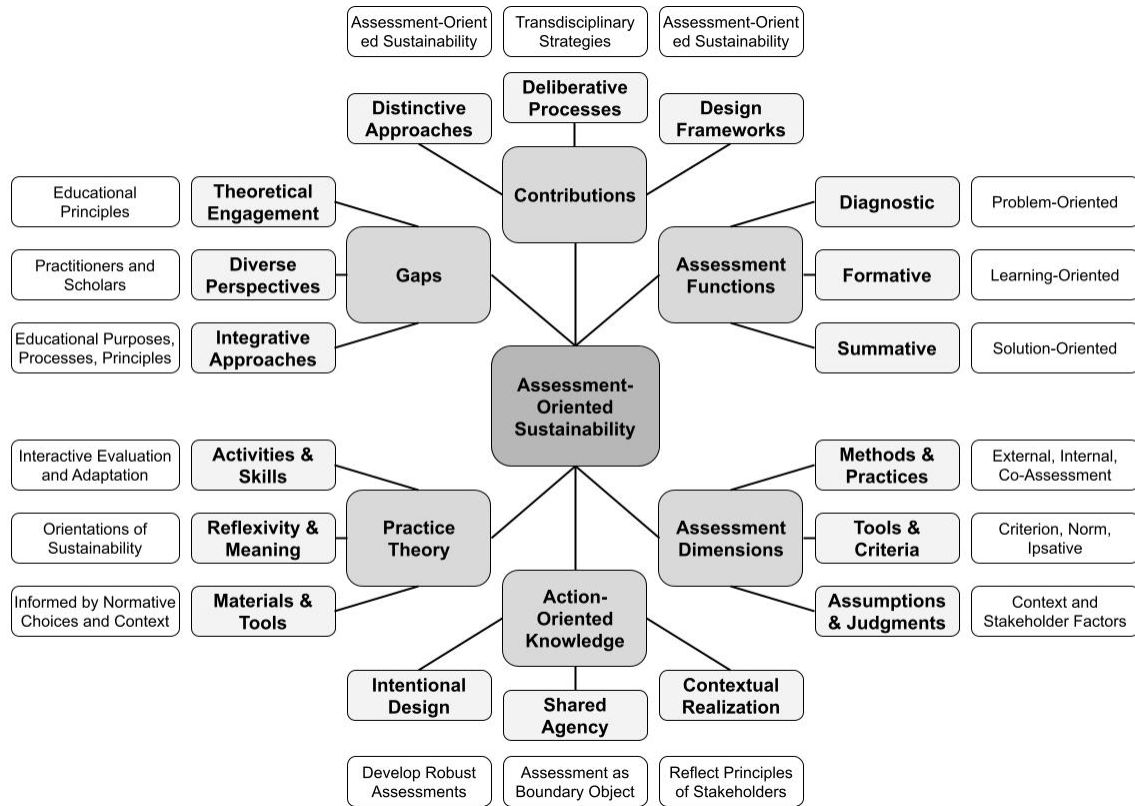 Assessment-Orient
ed Sustainability
Transdisciplinary
Strategies
Assessment-Orient
ed Sustainability
Distinctive
Approaches
Deliberative
Processes
Design
Frameworks
Contributions
Educational
Principles
Theoretical
Engagement
Practitioners and
Scholars
Diverse
Perspectives
Educational Purposes,
Processes, Principles
Integrative
Approaches
Gaps
Assessment
Functions
Diagnostic
Problem-Oriented
Formative
Learning-Oriented
Summative
Solution-Oriented
Assessment-
Oriented
Sustainability
Interactive Evaluation
and Adaptation
Activities &
Skills
Orientations of
Sustainability
Reflexivity &
Meaning
Informed by Normative
Choices and Context
Materials &
Tools
Practice
Theory
Assessment
Dimensions
Methods &
Practices
External, Internal,
Co-Assessment
Tools &
Criteria
Criterion, Norm,
Ipsative
Assumptions
& Judgments
Context and
Stakeholder Factors
Action-
Oriented
Knowledge
Intentional
Design
Shared
Agency
Contextual
Realization
Develop Robust
Assessments
Assessment as
Boundary Object
Reflect Principles
of Stakeholders